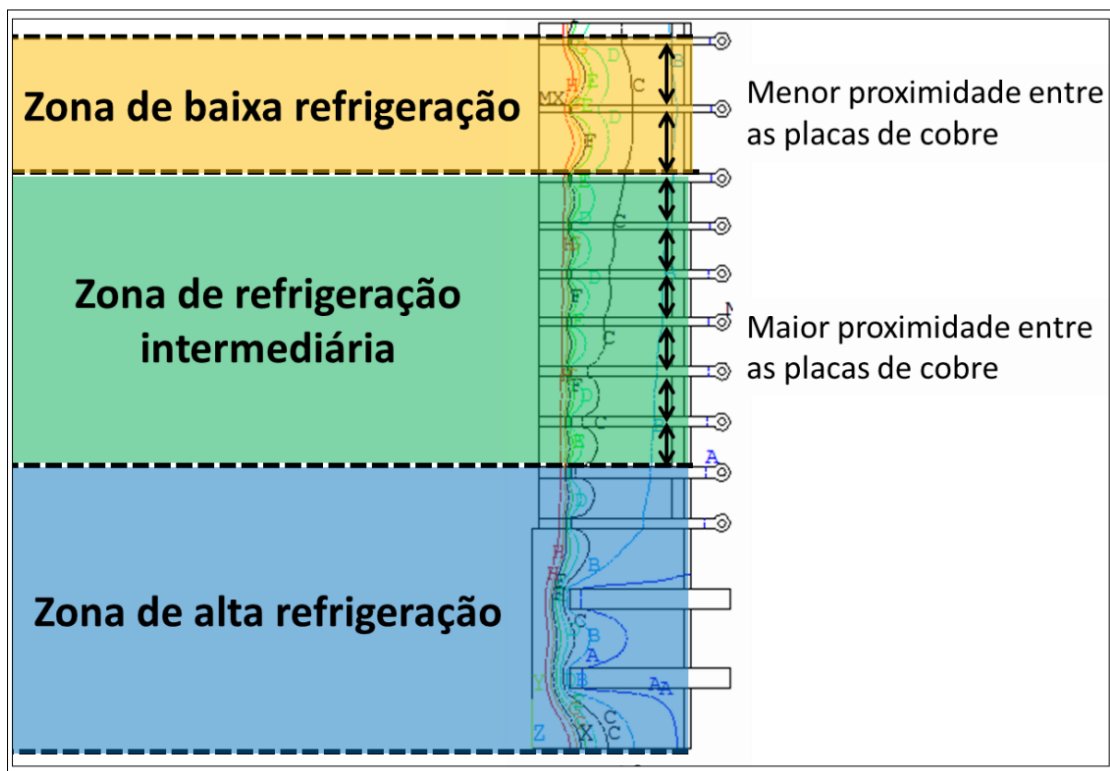 Zona de baixa refrigeração
Menor proximidade entre
as placas de cobre
Zona de refrigeração
intermediária
Maior proximidade entre
as placas de cobre
Zona de alta refrigeração
MX
H
G
D
E
C
B
D
F
C
H
D
F
C
F
D
C
B
A
D
H
B
C
B
A
B
A A
Y
Z
X
C
C